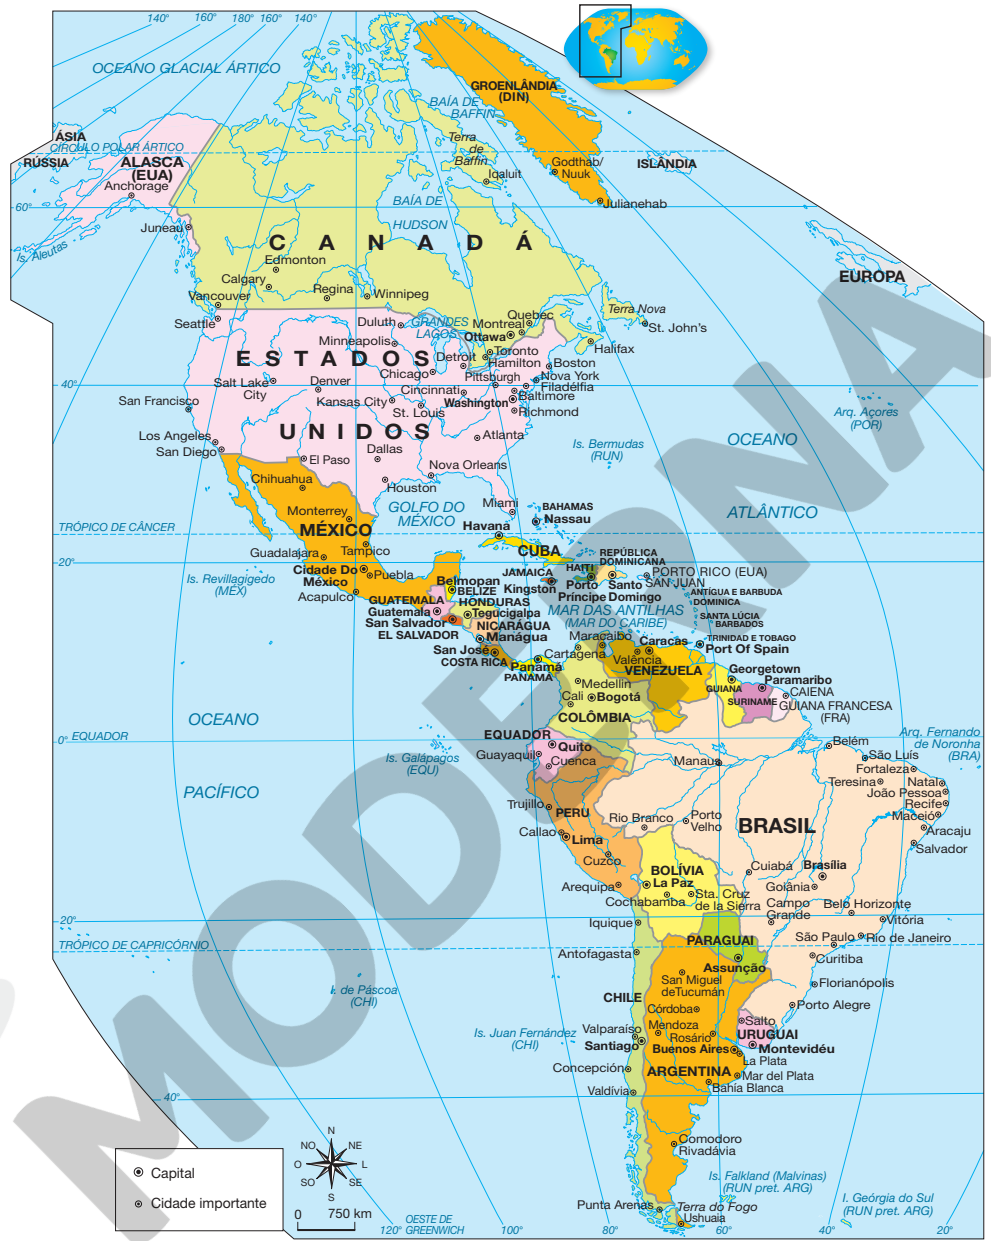 140°
160°
180°
160°
140°
OCEANO GLACIAL ÁRTICO
GROENLÂNDIA
(DIN)
BAÍA DE
BAFFIN
Terra
de
Baffin
Iqaluit
Godthab/
Nuuk
Julianehab
ISLÂNDIA
ÁSIA
CÍRCULO POLAR ÁRTICO
RÚSSIA
ALASCA
(EUA)
Anchorage
60°
Juneau
Is. Aleutas
BAÍA DE
HUDSON
CANADÁ
Edmonton
Calgary
Regina
Winnipeg
Vancouver
Seattle
EUROPA
Terra Nova
St. John's
Quebec
Montreal
Ottawa
Halifax
Duluth
GRANDES
LAGOS
Minneapolis
Toronto
Hamilton
Detroit
Boston
ESTADOS
UNIDOS
Chicago
Pittsburgh
Nova York
Filadélfia
Salt Lake
City
Denver
Cincinnati
Baltimore
40°
Kansas City
Washington
San Francisco
St. Louis
Richmond
Arq. Açores
(POR)
Los Angeles
San Diego
Atlanta
Dallas
El Paso
Is. Bermudas
(RUN)
OCEANO
ATLÂNTICO
Chihuahua
Nova Orleans
Houston
Monterrey
GOLFO DO
MÉXICO
Miami
BAHAMAS
Nassau
TRÓPICO DE CÂNCER
MÉXICO
Havana
CUBA
Guadalajara
Tampico
20°
Cidade Do
México
Puebla
Acapulco
Is. Revillagigedo
(MÉX)
REPÚBLICA
DOMINICANA
HAITI
JAMAICA
Kingston
Porto
Príncipe
Santo
Domingo
PORTO RICO (EUA)
SAN JUAN
ANTÍGUA E BARBUDA
DOMINICA
SANTA LÚCIA
BARBADOS
Belmopan
BELIZE
GUATEMALA
HONDURAS
Guatemala
Tegucigalpa
San Salvador
EL SALVADOR
NICARÁGUA
Manágua
MAR DAS ANTILHAS
(MAR DO CARIBE)
TRINIDAD E TOBAGO
Port Of Spain
San José
COSTA RICA
Panamá
PANAMÁ
Maracaibo
Cartagena
Caracas
Valência
VENEZUELA
Georgetown
Paramaribo
GUIANA
SURINAME
CAIENA
GUIANA FRANCESA
(FRA)
Medellín
Cali
Bogotá
COLÔMBIA
OCEANO
PACÍFICO
0°
EQUADOR
EQUADOR
Quito
Guayaquil
Cuenca
Is. Galápagos
(EQU)
Belém
Arq. Fernando
de Noronha
(BRA)
Manaus
São Luís
Fortaleza
Teresina
Natal
João Pessoa
Recife
Maceió
Aracaju
Salvador
Trujillo
PERU
Callao
Lima
Rio Branco
Porto
Velho
BRASIL
Cuzco
BOLÍVIA
La Paz
Cuiabá
Brasília
Arequipa
Cochabamba
Sta. Cruz
de la Sierra
Goiânia
Campo
Grande
Belo Horizonte
Vitória
20°
Iquique
PARAGUAI
São Paulo
Rio de Janeiro
TRÓPICO DE CAPRICÓRNIO
Antofagasta
Assunção
Curitiba
San Miguel
deTucumán
Florianópolis
I. de Páscoa
(CHI)
CHILE
Córdoba
Porto Alegre
Salto
Is. Juan Fernández
(CHI)
Valparaíso
Mendoza
Rosário
URUGUAI
Santiago
Buenos Aires
Montevidéu
La Plata
Concepción
ARGENTINA
Mar del Plata
Bahía Blanca
Valdívia
40°
Comodoro
Rivadávia
Is. Falkland (Malvinas)
(RUN pret. ARG)
I. Geórgia do Sul
(RUN pret. ARG)
Punta Arenas
Terra do Fogo
Ushuaia
N
NO
NE
O
L
SO
SE
S
Capital
Cidade importante
0
750 km
120°
OESTE DE
GREENWICH
100°
80°
60°
40°
20°
MODERNA